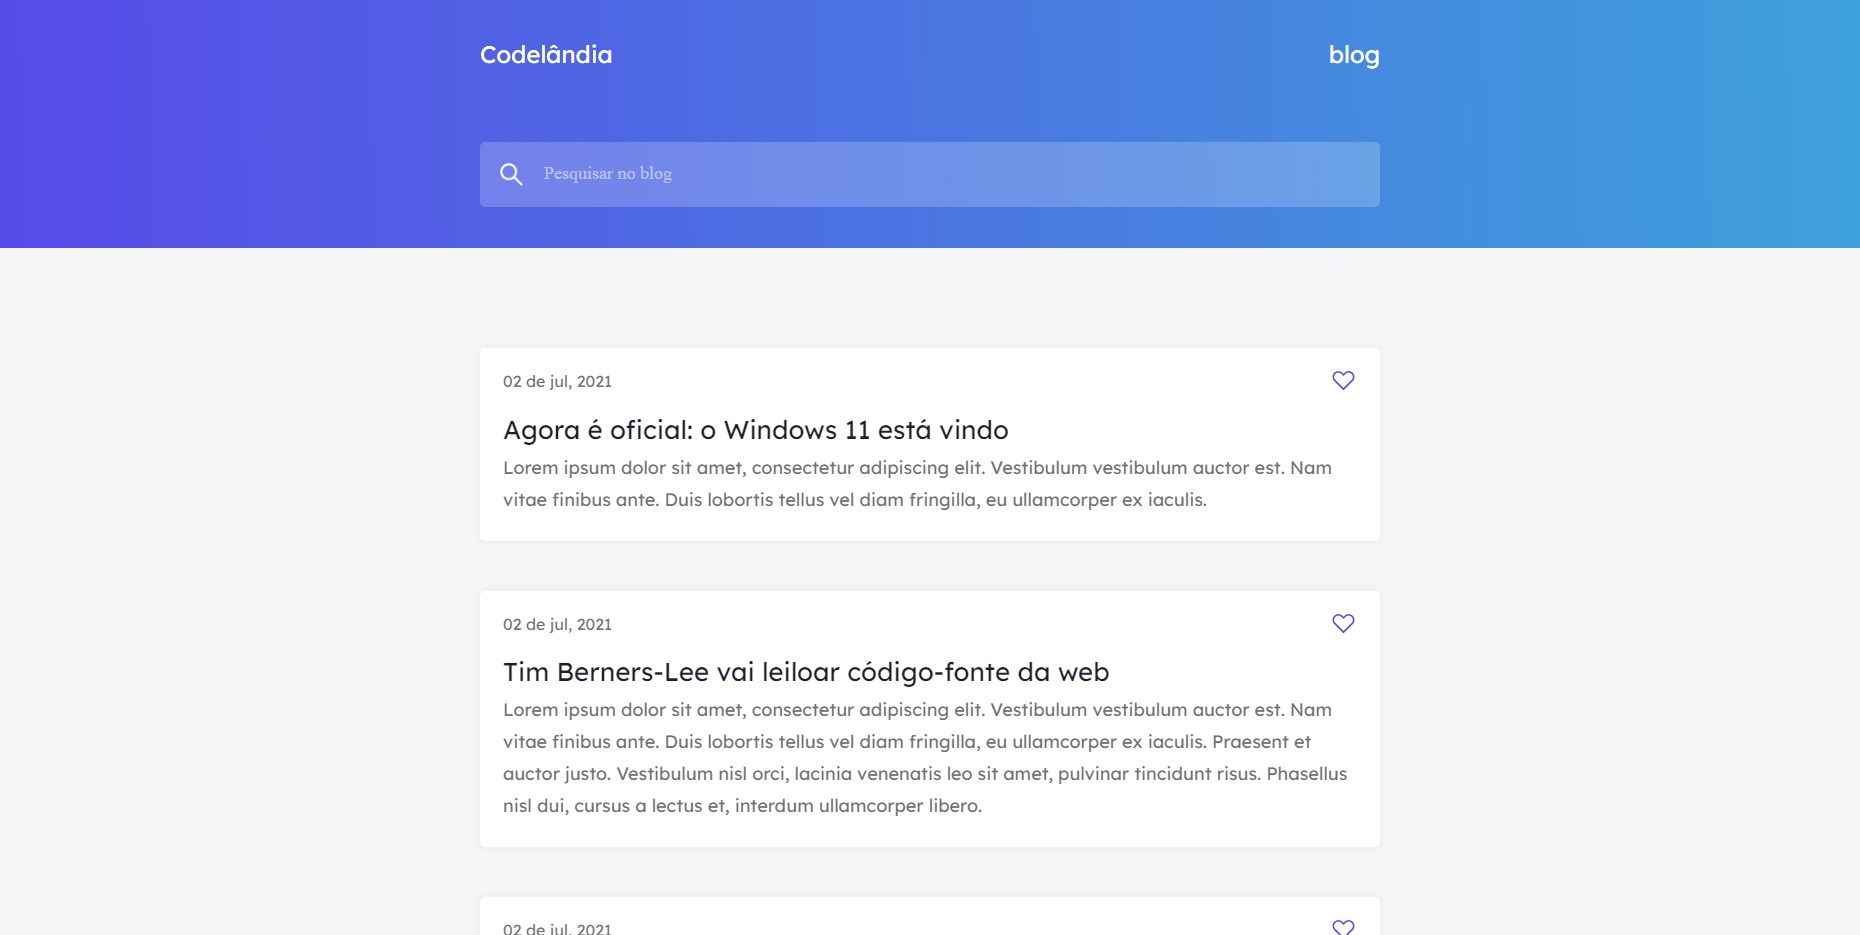 Codelândia
blog
Pesquisar no blog
02 de jul, 2021
Agora é oficial: o Windows 11 está vindo
Lorem ipsum dolor sit amet, consectetur adipiscing elit. Vestibulum vestibulum auctor est. Nam
vitae finibus ante. Duis lobortis tellus vel diam fringilla, eu ullamcorper ex iaculis.
02 de jul, 2021
Tim Berners-Lee vai leiloar código-fonte da web
Lorem ipsum dolor sit amet, consectetur adipiscing elit. Vestibulum vestibulum auctor est. Nam
vitae finibus ante. Duis lobortis tellus vel diam fringilla, eu ullamcorper ex iaculis. Praesent et
auctor justo. Vestibulum nisl orci, lacinia venenatis leo sit amet, pulvinar tincidunt risus. Phasellus
nisl dui, cursus a lectus et, interdum ullamcorper libero.
02 de jul, 2021